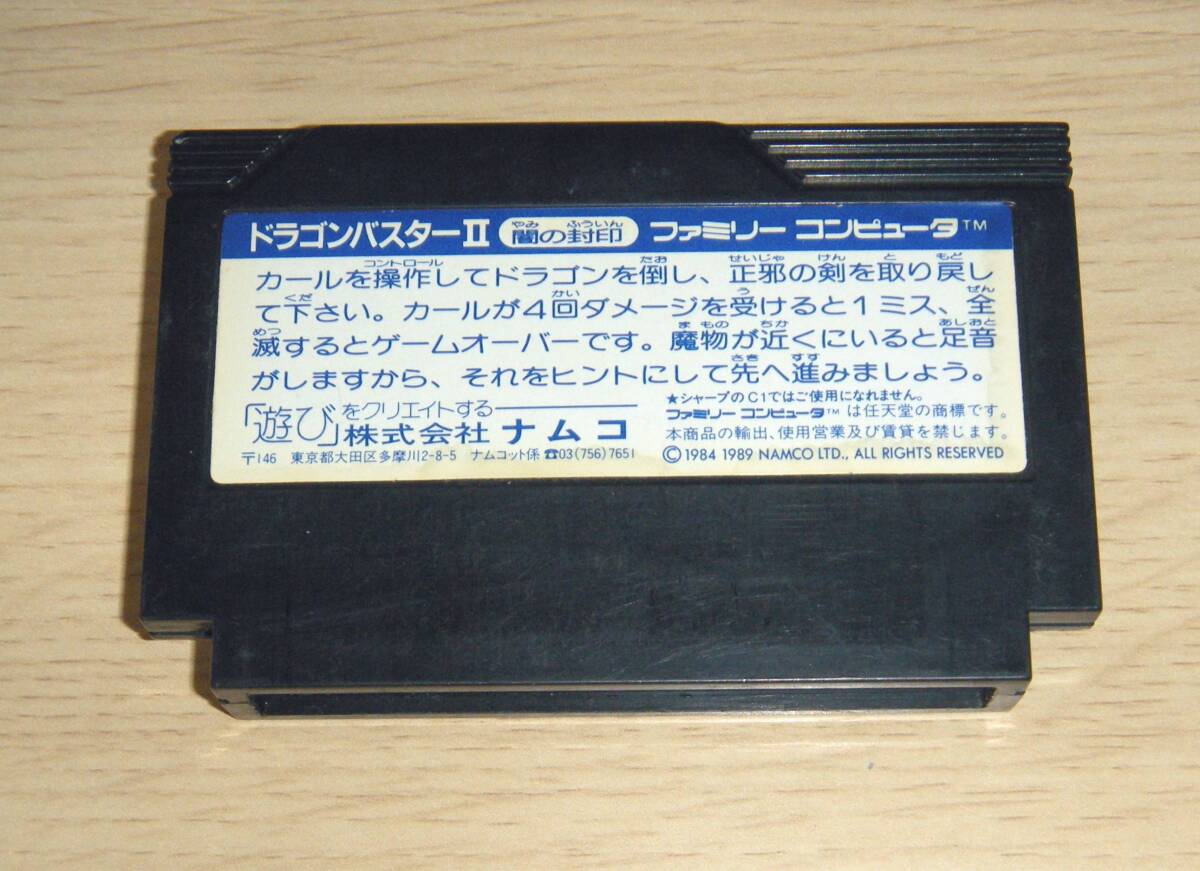 ドラゴンバスターII 闇の封印 ファミリー コンピュータ™
カールを操作してドラゴンを倒し、正邪の剣を取り戻し
て下さい。カールが4回ダメージを受けると1ミス、全
滅するとゲームオーバーです。魔物が近くにいると足音
がしますから、それをヒントにして先へ進みましょう。
「遊び」をクリエイトする
株式会社 ナムコ
〒146 東京都大田区多摩川2-8-5 ナムコット係 ☎03(756)7651
★シャープのC1ではご使用になれません。
ファミリー コンピュータ™ は任天堂の商標です。
本商品の輸出、使用営業及び賃貸を禁じます。
©1984 1989 NAMCO LTD., ALL RIGHTS RESERVED